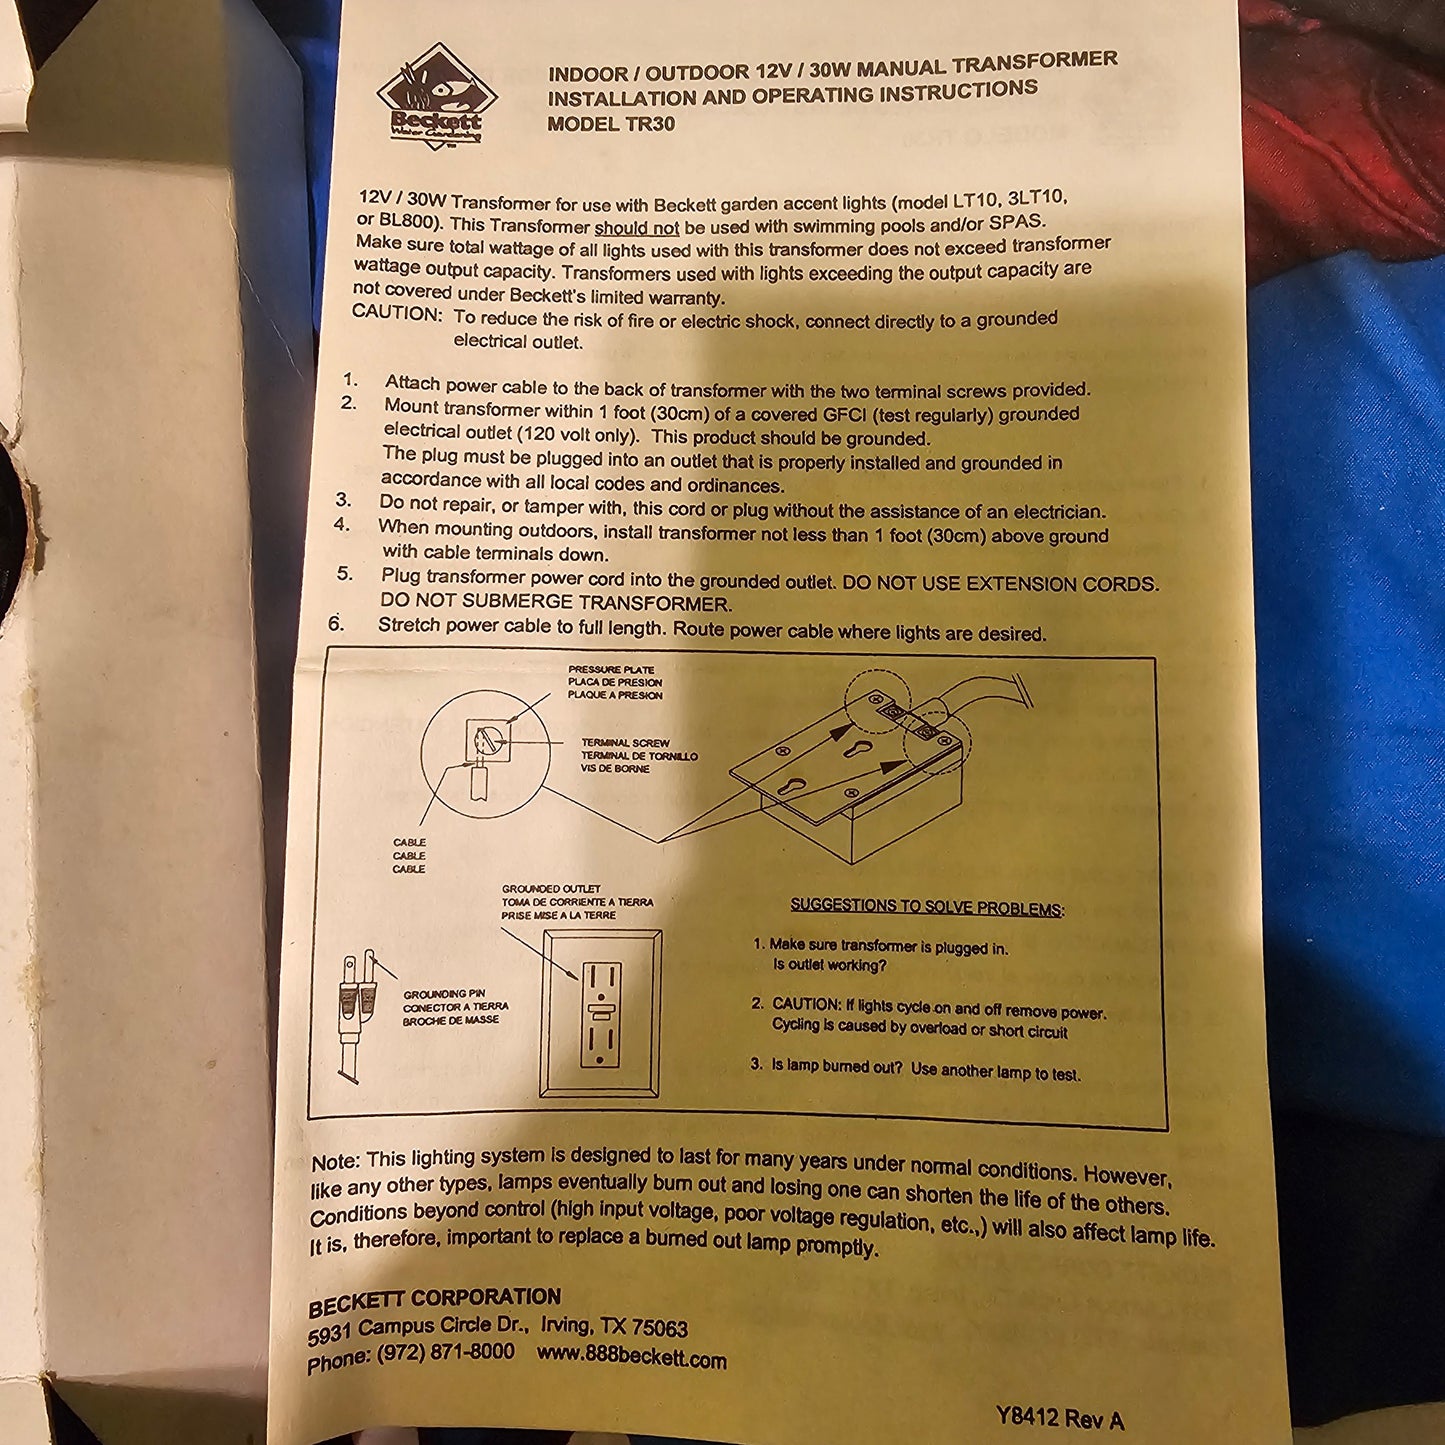 Beckett
Water Gardening
INDOOR / OUTDOOR 12V / 30W MANUAL TRANSFORMER
INSTALLATION AND OPERATING INSTRUCTIONS
MODEL TR30
12V / 30W Transformer for use with Beckett garden accent lights (model LT10, 3LT10,
or BL800). This Transformer should not be used with swimming pools and/or SPAS.
Make sure total wattage of all lights used with this transformer does not exceed transformer
wattage output capacity. Transformers used with lights exceeding the output capacity are
not covered under Beckett's limited warranty.
CAUTION: To reduce the risk of fire or electric shock, connect directly to a grounded
electrical outlet.
1. Attach power cable to the back of transformer with the two terminal screws provided.
2. Mount transformer within 1 foot (30cm) of a covered GFCI (test regularly) grounded
electrical outlet (120 volt only). This product should be grounded.
The plug must be plugged into an outlet that is properly installed and grounded in
accordance with all local codes and ordinances.
3. Do not repair, or tamper with, this cord or plug without the assistance of an electrician.
4. When mounting outdoors, install transformer not less than 1 foot (30cm) above ground
with cable terminals down.
5. Plug transformer power cord into the grounded outlet. DO NOT USE EXTENSION CORDS.
DO NOT SUBMERGE TRANSFORMER.
6. Stretch power cable to full length. Route power cable where lights are desired.
PRESSURE PLATE
PLACA DE PRESION
PLAQUE A PRESION
TERMINAL SCREW
TERMINAL DE TORNILLO
VIS DE BORNE
CABLE
CABLE
CABLE
GROUNDED OUTLET
TOMA DE CORRIENTE A TIERRA
PRISE MISE A LA TERRE
GROUNDING PIN
CONECTOR A TIERRA
BROCHE DE MASSE
SUGGESTIONS TO SOLVE PROBLEMS:
1. Make sure transformer is plugged in.
Is outlet working?
2. CAUTION: If lights cycle on and off remove power.
Cycling is caused by overload or short circuit
3. Is lamp burned out? Use another lamp to test.
Note: This lighting system is designed to last for many years under normal conditions. However,
like any other types, lamps eventually burn out and losing one can shorten the life of the others.
Conditions beyond control (high input voltage, poor voltage regulation, etc.,) will also affect lamp life.
It is, therefore, important to replace a burned out lamp promptly.
BECKETT CORPORATION
5931 Campus Circle Dr., Irving, TX 75063
Phone: (972) 871-8000 www.888beckett.com
Y8412 Rev A